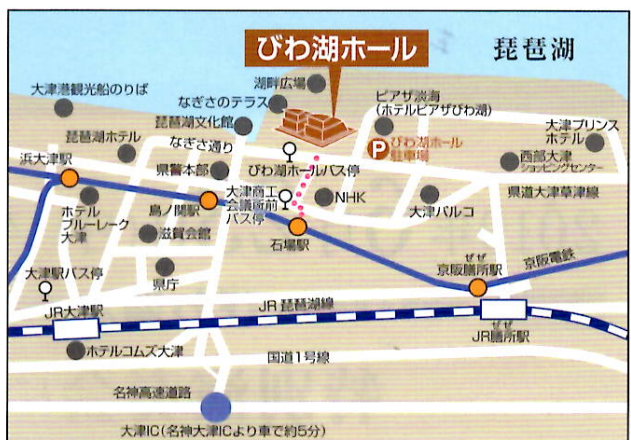 びわ湖ホール
琵琶湖
湖畔広場
大津港観光船のりば
なぎさのテラス
ピアザ淡海
(ホテルピアザびわ湖)
琵琶湖文化館
大津プリンス
ホテル
なぎさ通り
琵琶湖ホテル
びわ湖ホール
駐車場
P
浜大津駅
県警本部
びわ湖ホールバス停
西部大津
ショッピングセンター
大津商工
会議所前
バス停
NHK
県道大津草津線
ホテル
ブルーレーク
大津
島ノ関駅
大津パルコ
滋賀会館
石場駅
ぜぜ
京阪膳所駅
京阪電鉄
大津駅バス停
県庁
JR大津駅
JR琵琶湖線
ぜぜ
JR膳所駅
ホテルコムズ大津
国道1号線
名神高速道路
大津IC(名神大津ICより車で約5分)